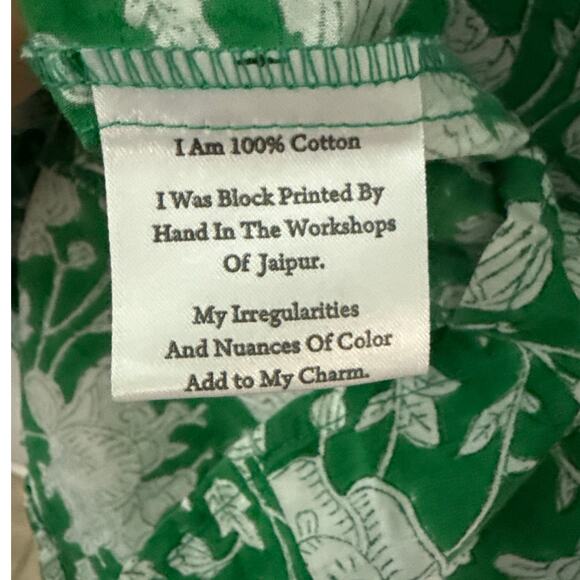 I Am 100% Cotton
I Was Block Printed By
Hand In The Workshops
Of Jaipur.
My Irregularities
And Nuances Of Color
Add to My Charm.